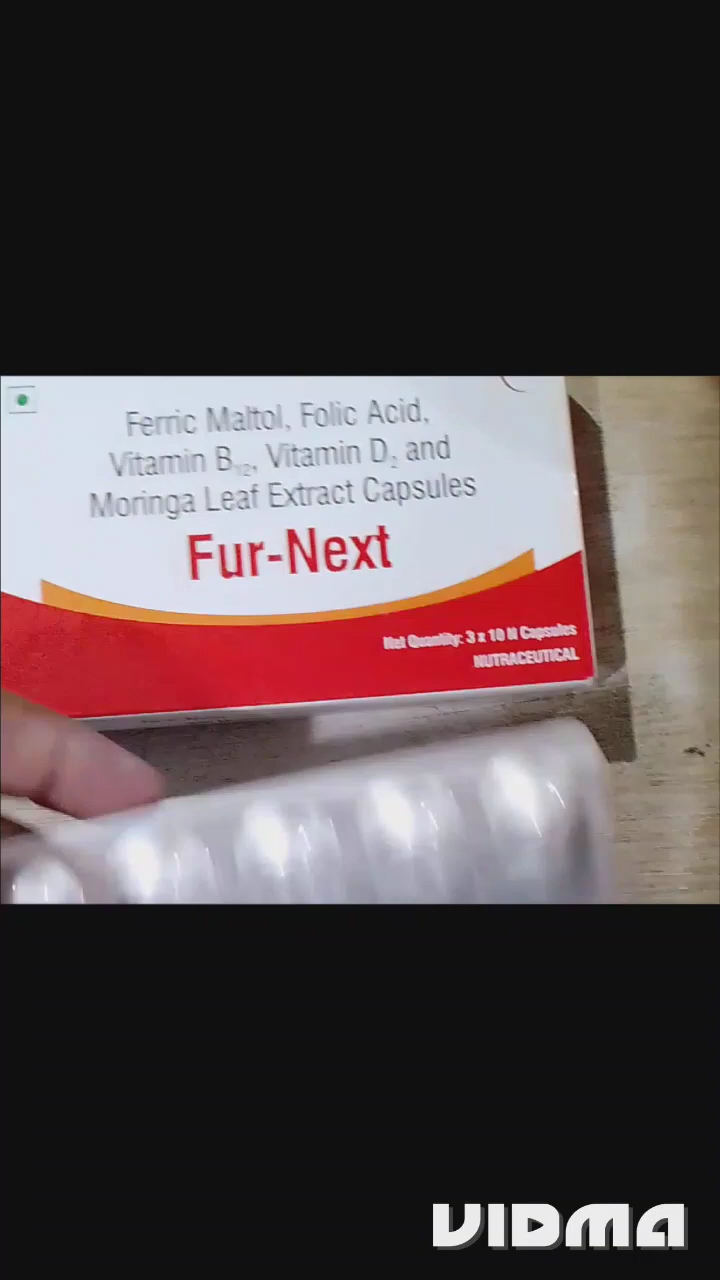 Ferric Maltol, Folic Acid,
Vitamin B₁₂, Vitamin D₂ and
Moringa Leaf Extract Capsules
Fur-Next
Net Quantity: 3 x 10 N Capsules
NUTRACEUTICAL
VIDMA